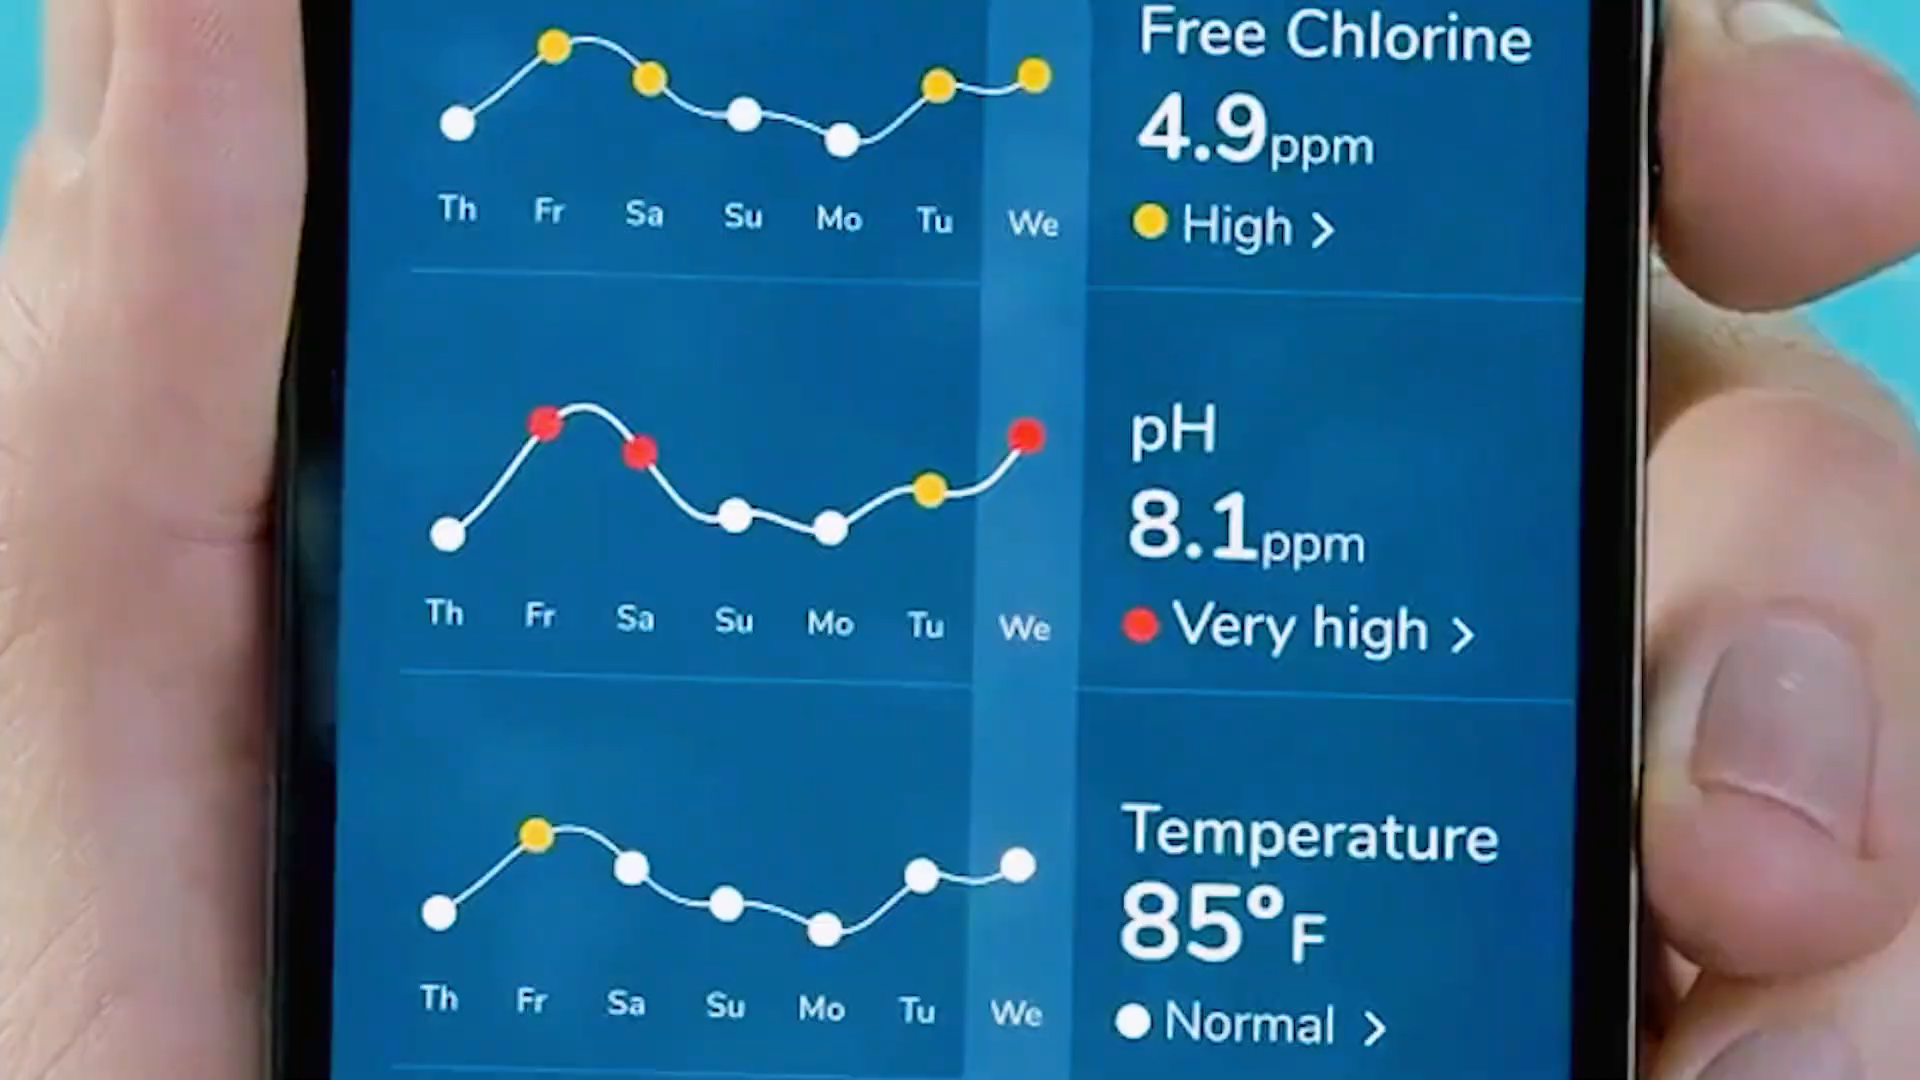 Free Chlorine
4.9ppm
High >
Th Fr Sa Su Mo Tu We
pH
8.1ppm
Very high >
Th Fr Sa Su Mo Tu We
Temperature
85°F
Normal >
Th Fr Sa Su Mo Tu We